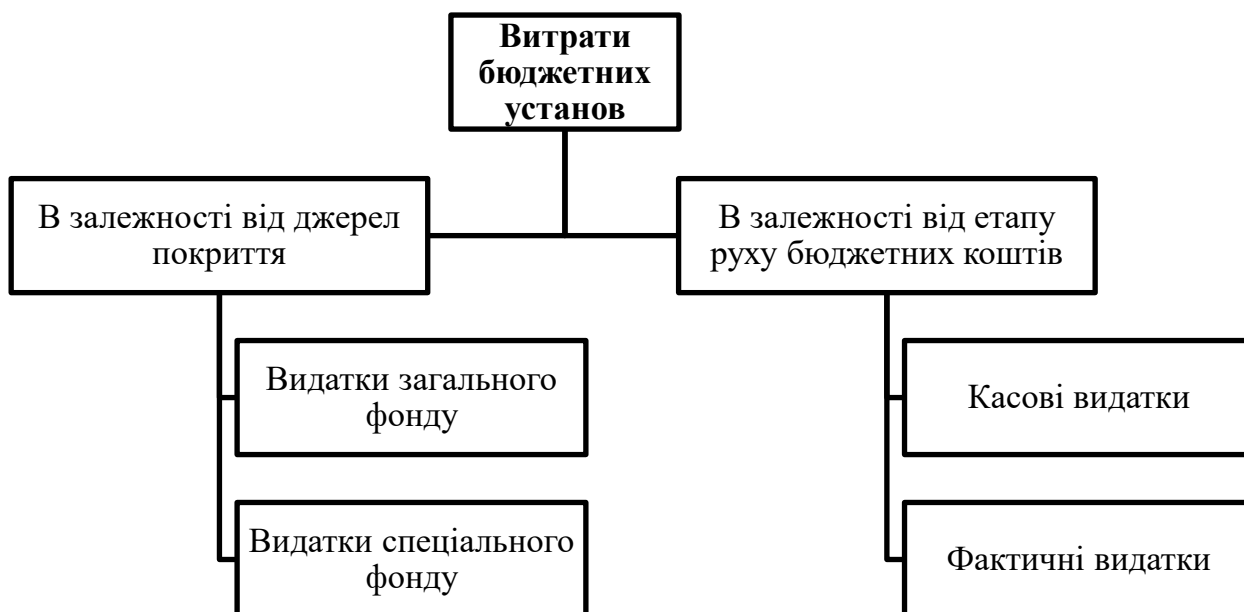 Витрати
бюджетних
установ
В залежності від джерел
покриття
В залежності від етапу
руху бюджетних коштів
Видатки загального
фонду
Касові видатки
Видатки спеціального
фонду
Фактичні видатки